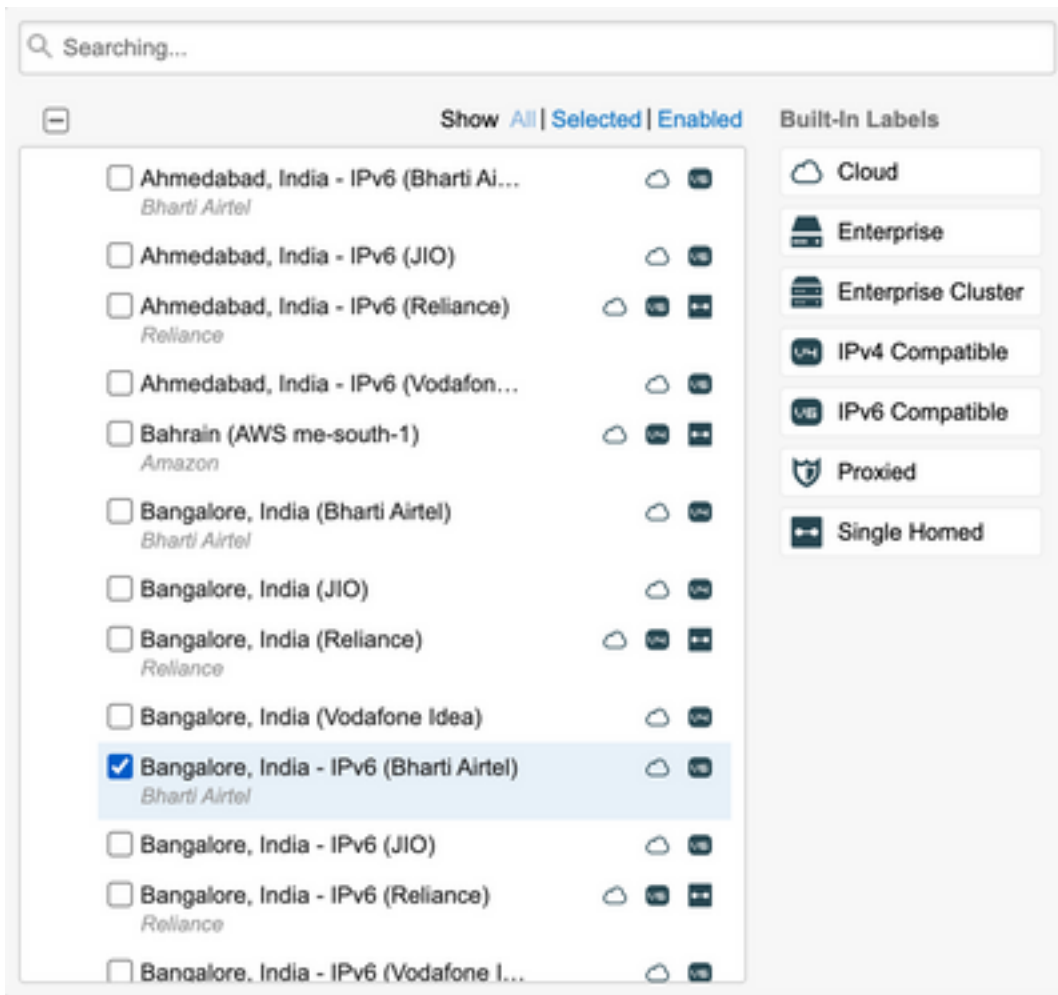 Searching...
Show All | Selected | Enabled
Built-In Labels
Ahmedabad, India - IPv6 (Bharti Ai...
Bharti Airtel
Ahmedabad, India - IPv6 (JIO)
Ahmedabad, India - IPv6 (Reliance)
Reliance
Ahmedabad, India - IPv6 (Vodafon...
Bahrain (AWS me-south-1)
Amazon
Bangalore, India (Bharti Airtel)
Bharti Airtel
Bangalore, India (JIO)
Bangalore, India (Reliance)
Reliance
Bangalore, India (Vodafone Idea)
Bangalore, India - IPv6 (Bharti Airtel)
Bharti Airtel
Bangalore, India - IPv6 (JIO)
Bangalore, India - IPv6 (Reliance)
Reliance
Bangalore, India - IPv6 (Vodafone I...
Cloud
Enterprise
Enterprise Cluster
V4 IPv4 Compatible
V6 IPv6 Compatible
Proxied
Single Homed